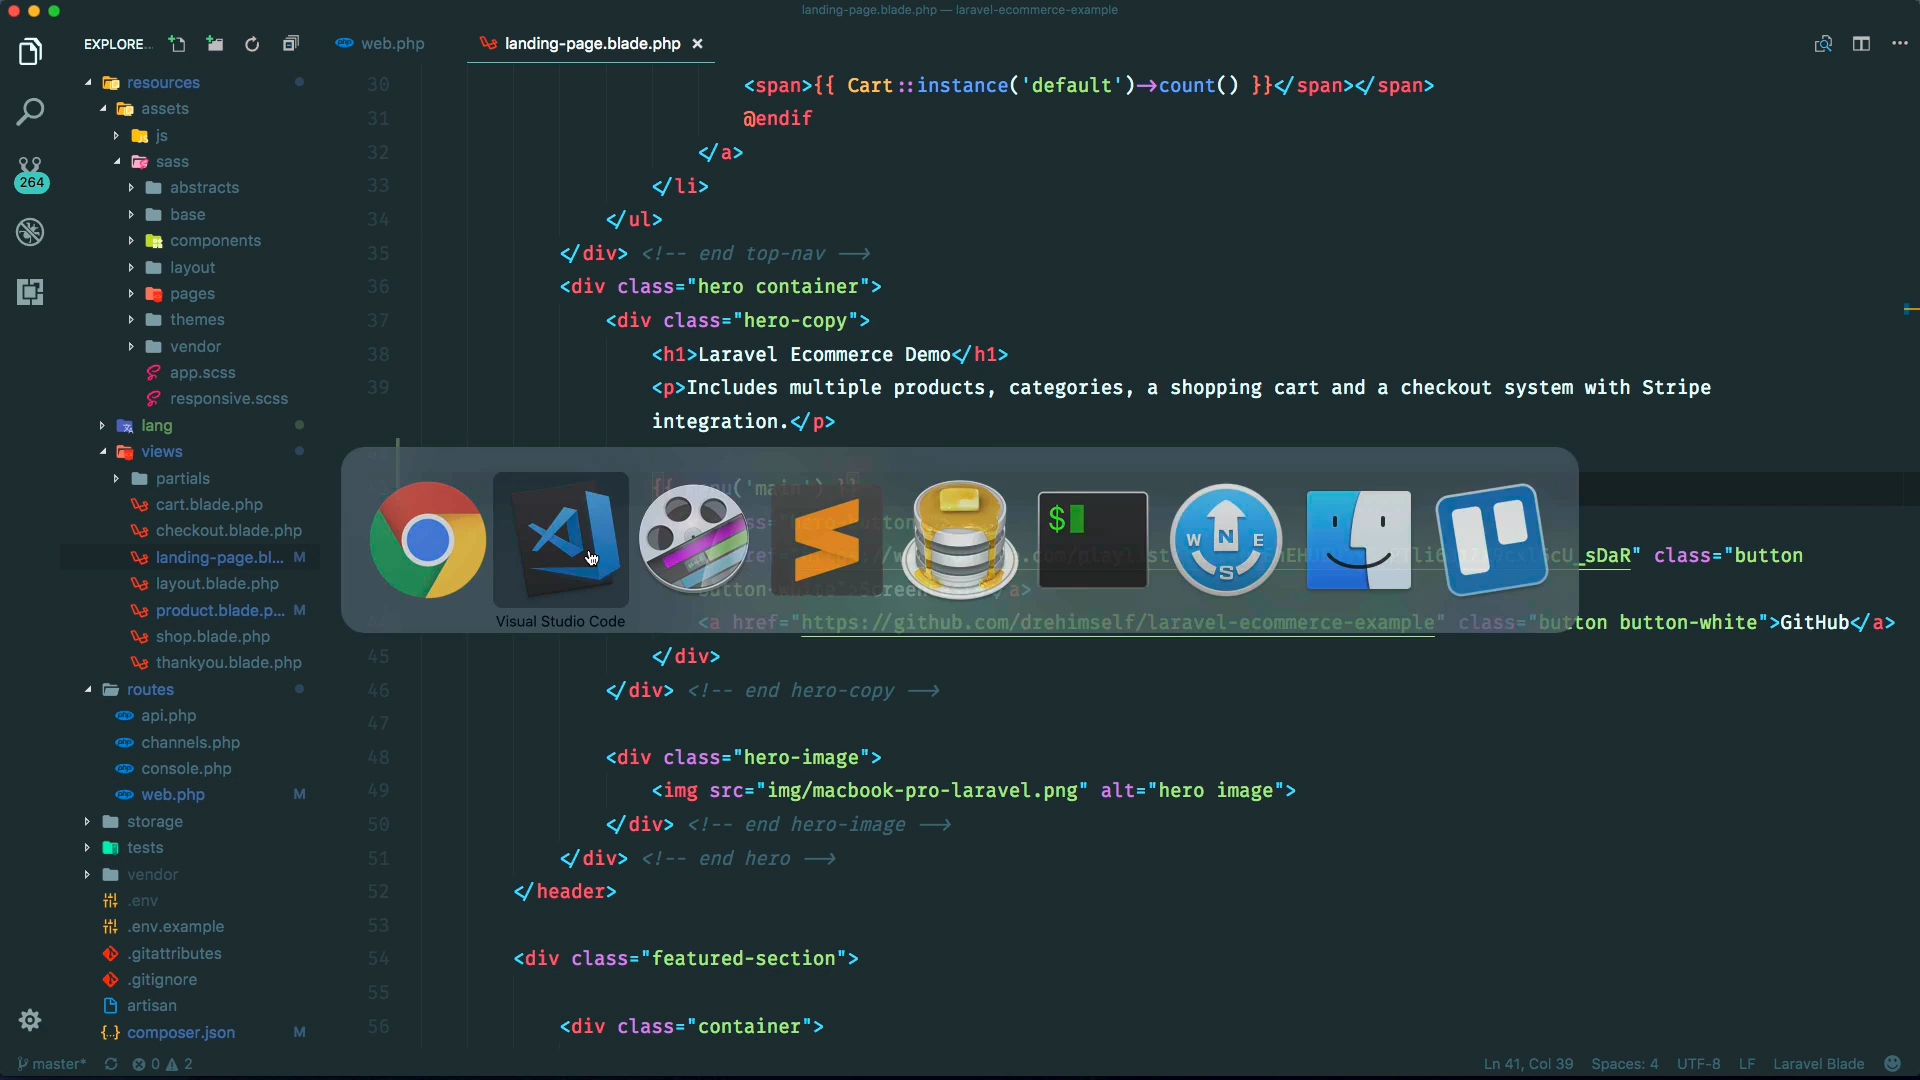 landing-page.blade.php — laravel-ecommerce-example
EXPLORE...
web.php
landing-page.blade.php
resources
assets
js
sass
abstracts
base
components
layout
pages
themes
vendor
app.scss
responsive.scss
lang
views
partials
cart.blade.php
checkout.blade.php
landing-page.bl... M
layout.blade.php
product.blade.p... M
shop.blade.php
thankyou.blade.php
routes
api.php
channels.php
console.php
web.php M
storage
tests
vendor
.env
.env.example
.gitattributes
.gitignore
artisan
composer.json M
264
30 <span>{{ Cart::instance('default')->count() }}</span></span>
31 @endif
32 </a>
33 </li>
34 </ul>
35 </div> <!-- end top-nav -->
36 <div class="hero container">
37 <div class="hero-copy">
38 <h1>Laravel Ecommerce Demo</h1>
39 <p>Includes multiple products, categories, a shopping cart and a checkout system with Stripe
integration.</p>
_sDaR" class="button
<a href="https://github.com/drehimself/laravel-ecommerce-example" class="button button-white">GitHub</a>
45 </div>
46 </div> <!-- end hero-copy -->
47
48 <div class="hero-image">
49 <img src="img/macbook-pro-laravel.png" alt="hero image">
50 </div> <!-- end hero-image -->
51 </div> <!-- end hero -->
52 </header>
53
54 <div class="featured-section">
55
56 <div class="container">
$
W N E
S
Visual Studio Code
master* 0 2
Ln 41, Col 39 Spaces: 4 UTF-8 LF Laravel Blade